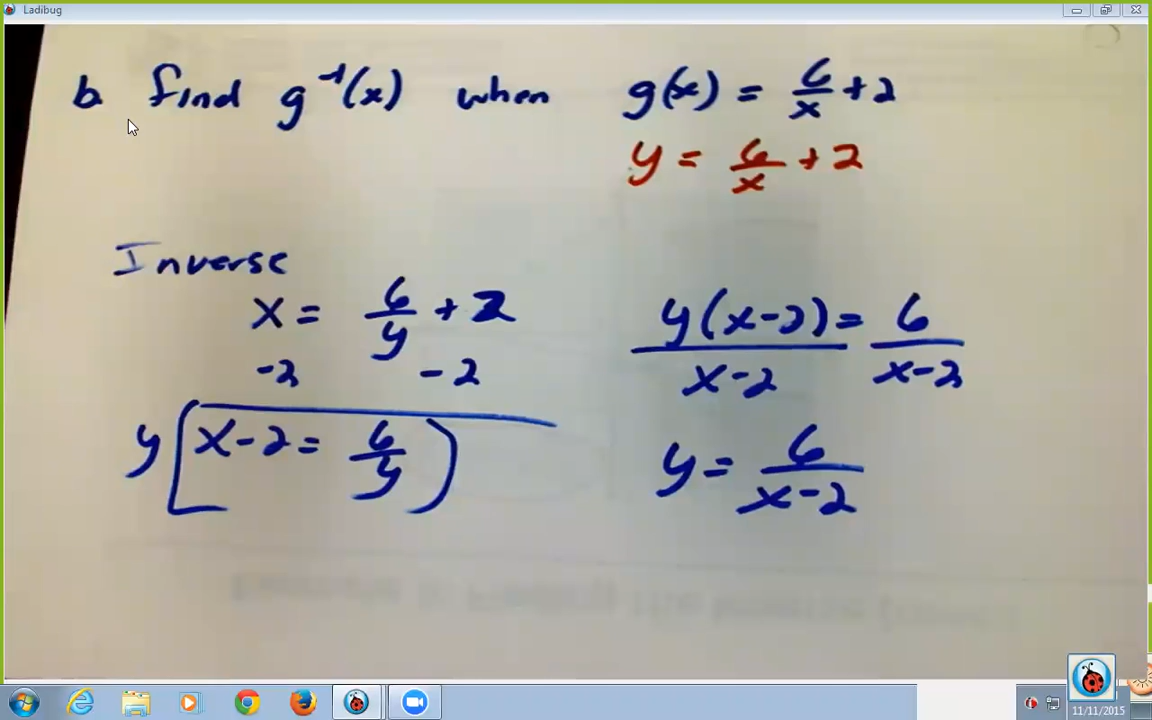 Ladibug
b. find g⁻¹(x) when g(x) = 6/x + 2
y = 6/x + 2
Inverse
x = 6/y + 2
-2 -2
y[x-2 = 6/y)
y(x-2)/x-2 = 6/x-2
y = 6/x-2
11/11/2015